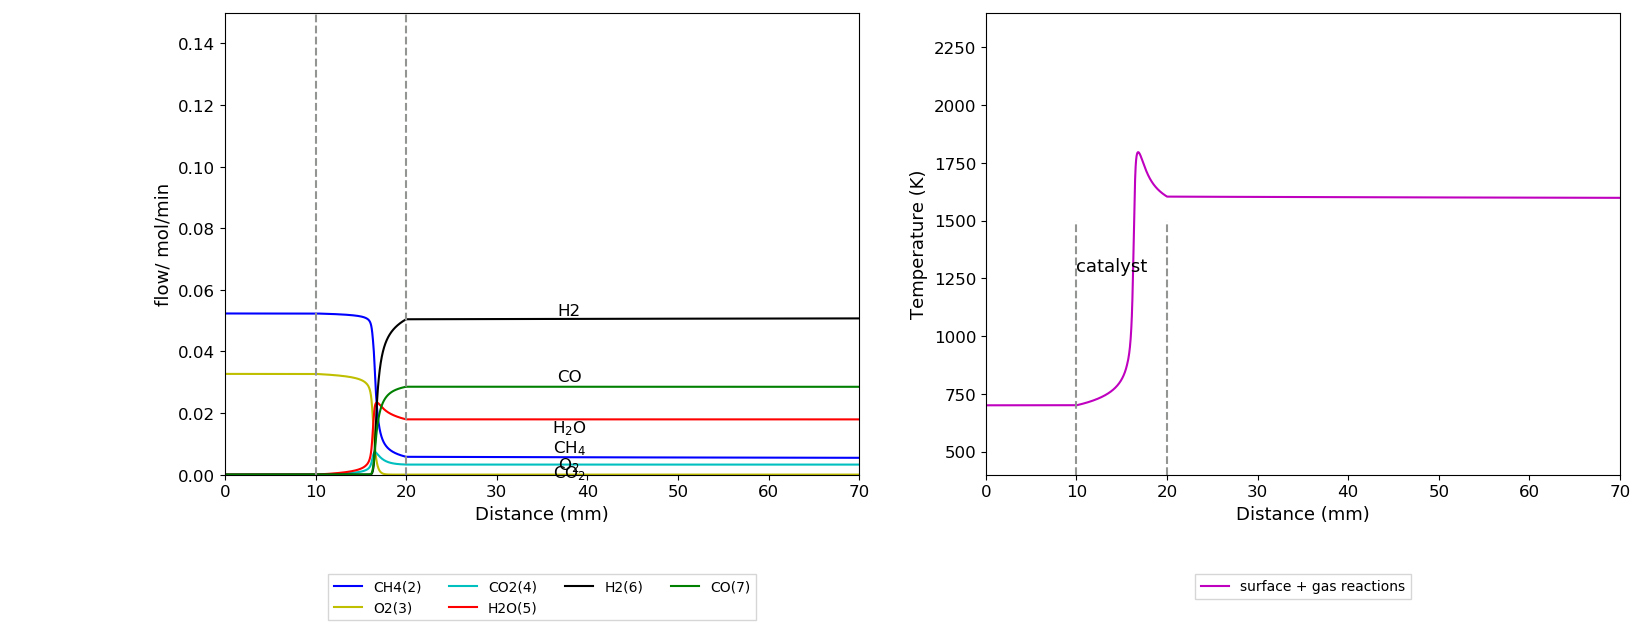 0.14
0.12
0.10
0.08
0.06
0.04
0.02
0.00
flow/ mol/min
H2
CO
H₂O
CH₄
O₂
CO₂
0 10 20 30 40 50 60 70
Distance (mm)
CH4(2) CO2(4) H2(6) CO(7)
O2(3) H2O(5)
2250
2000
1750
1500
1250
1000
750
500
Temperature (K)
catalyst
0 10 20 30 40 50 60 70
Distance (mm)
surface + gas reactions